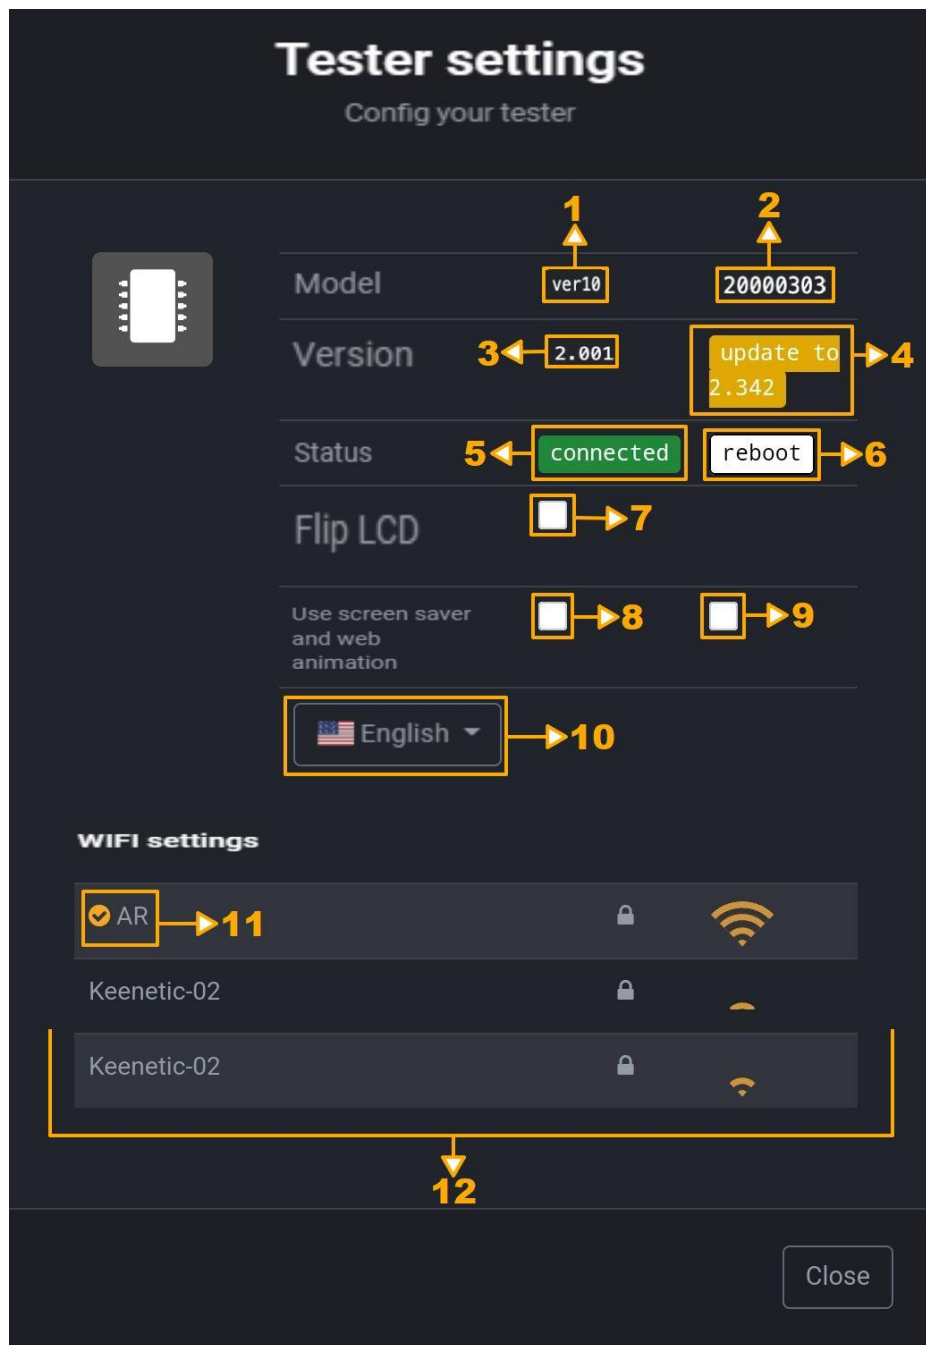 Tester settings
Config your tester
1 2
Model ver10 20000303
Version 3 2.001 update to 4
2.342
Status 5 connected reboot 6
Flip LCD 7
Use screen saver 8 9
and web
animation
English 10
WIFI settings
AR 11
Keenetic-02
Keenetic-02
12
Close